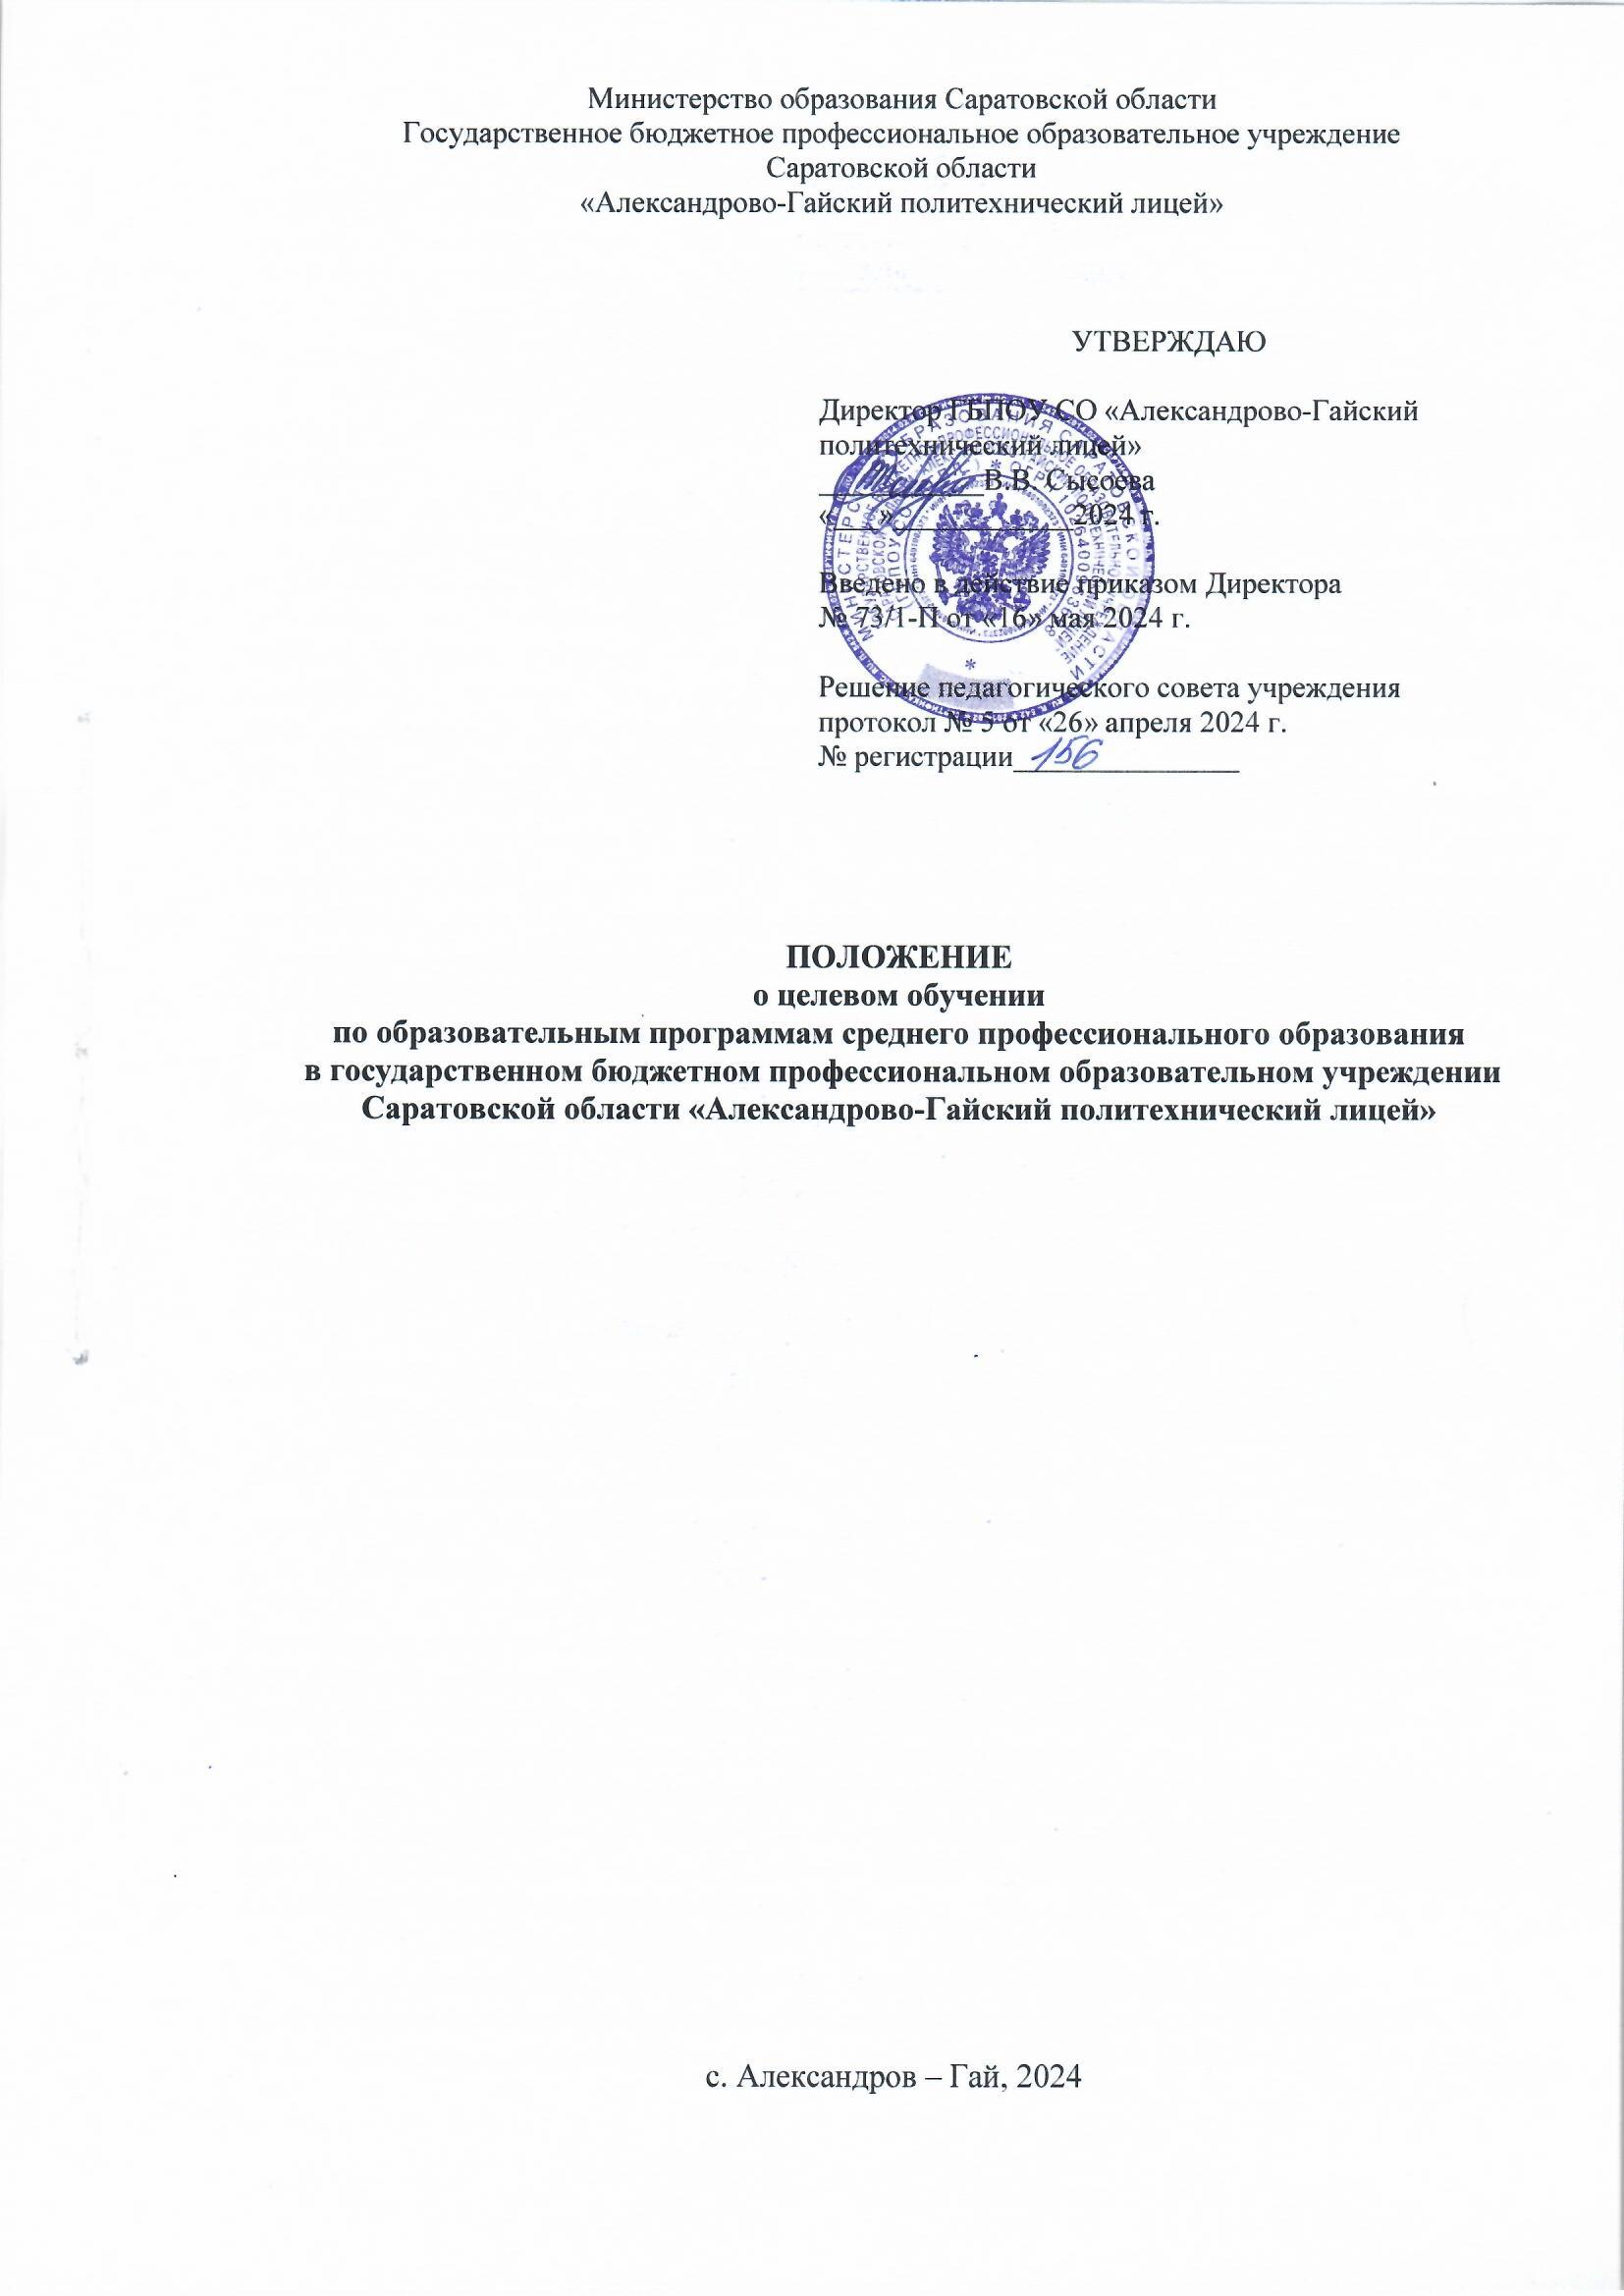 Министерство образования Саратовской области
Государственное бюджетное профессиональное образовательное учреждение
Саратовской области
«Александрово-Гайский политехнический лицей»
УТВЕРЖДАЮ
Директор ГБПОУ СО «Александрово-Гайский
политехнический лицей»
___________В.В. Сысоева
«___»____________2024 г.
Введено в действие приказом Директора
№ 73/1-П от «16» мая 2024 г.
Решение педагогического совета учреждения
протокол № 5 от «26» апреля 2024 г.
№ регистрации 156
ПОЛОЖЕНИЕ
о целевом обучении
по образовательным программам среднего профессионального образования
в государственном бюджетном профессиональном образовательном учреждении
Саратовской области «Александрово-Гайский политехнический лицей»
с. Александров – Гай, 2024